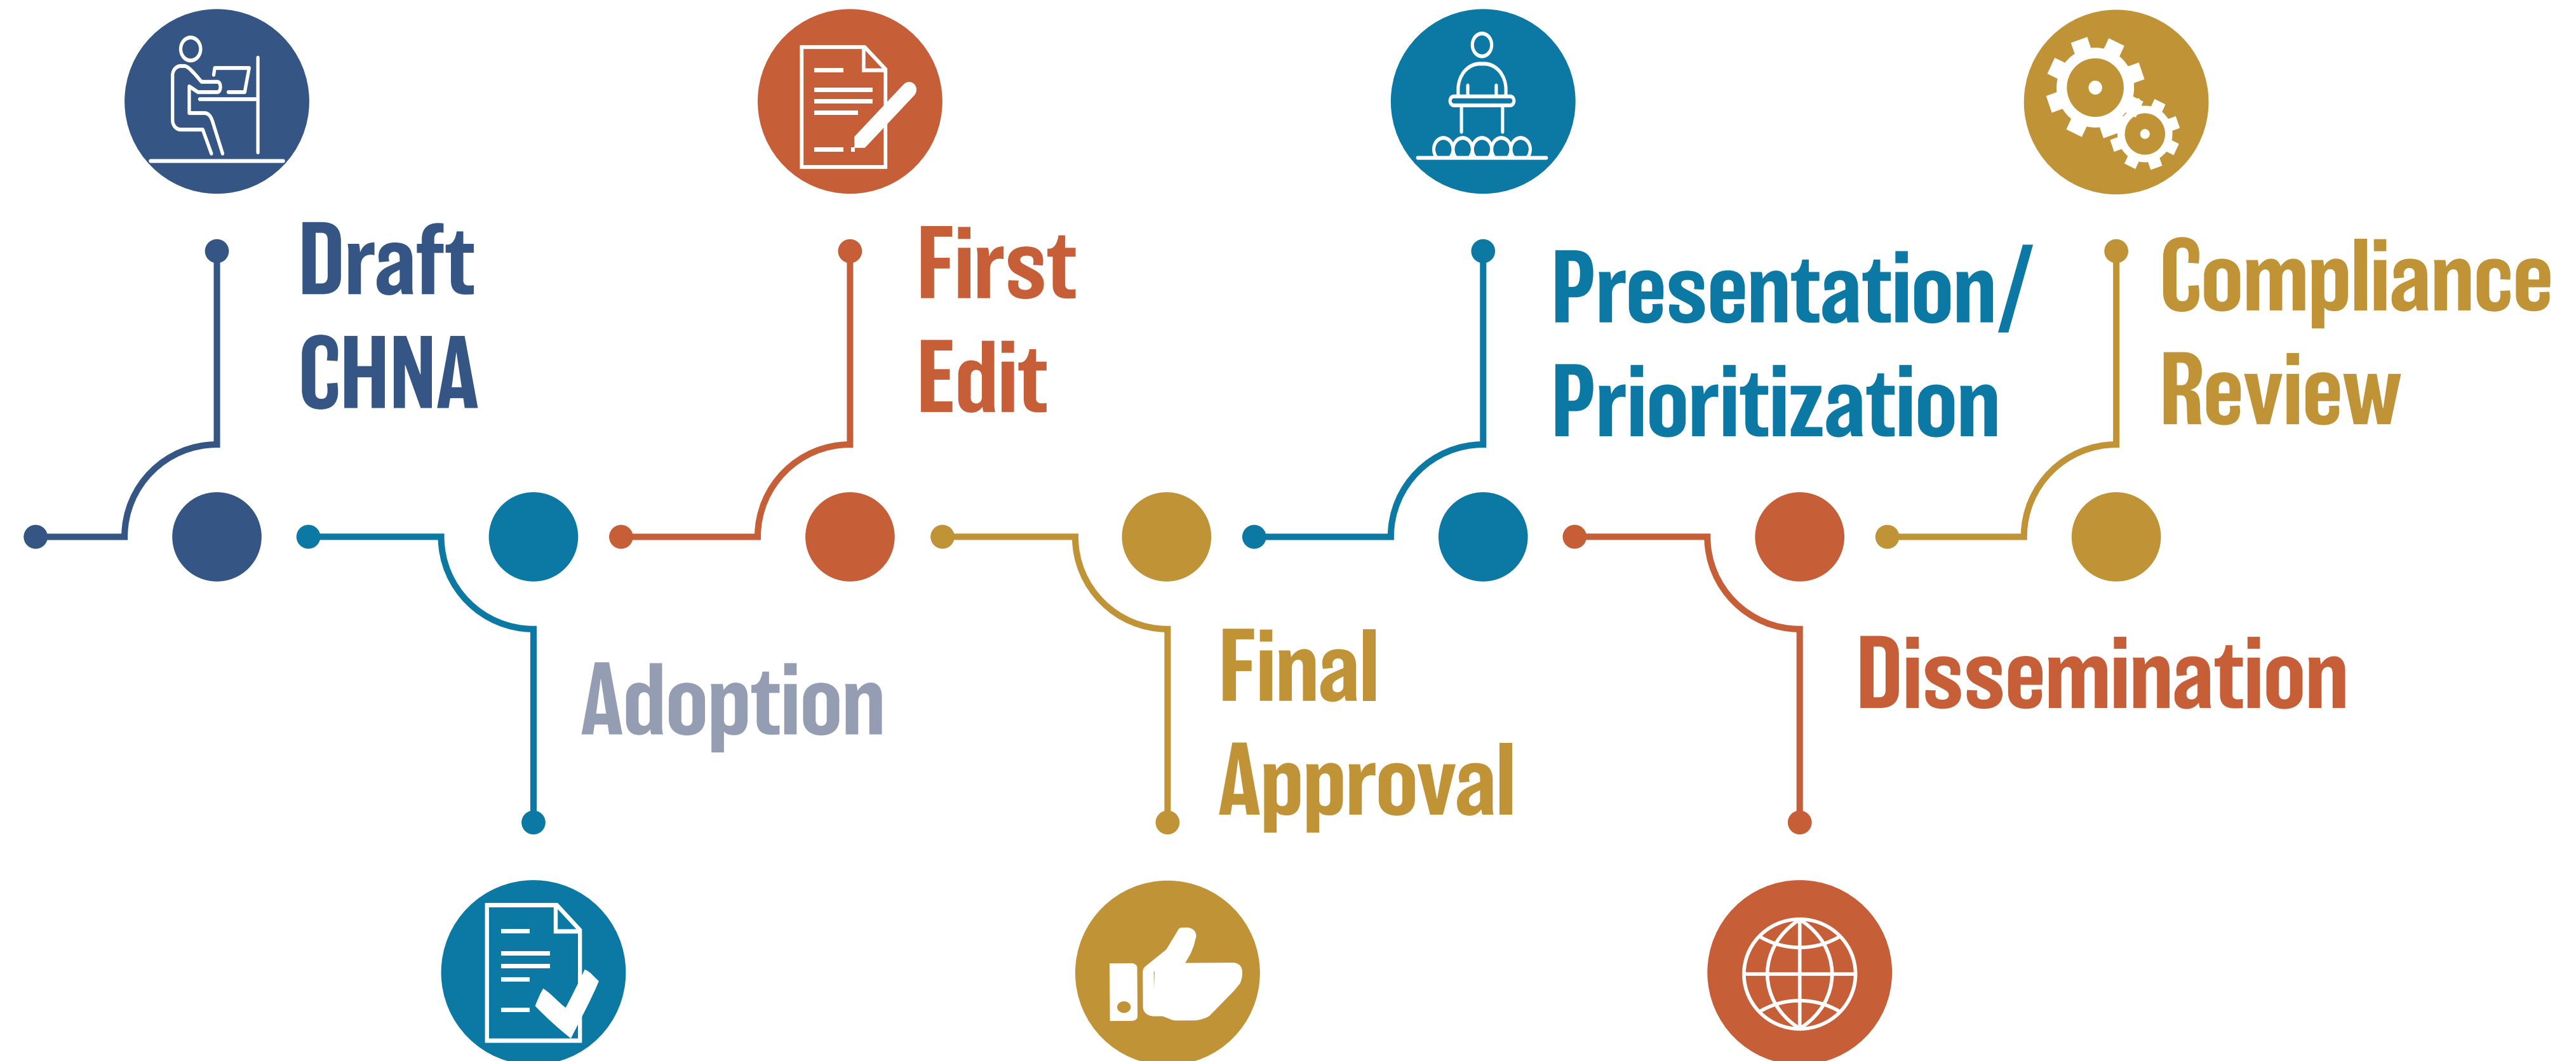 Draft
CHNA
Adoption
First
Edit
Final
Approval
Presentation/
Prioritization
Dissemination
Compliance
Review